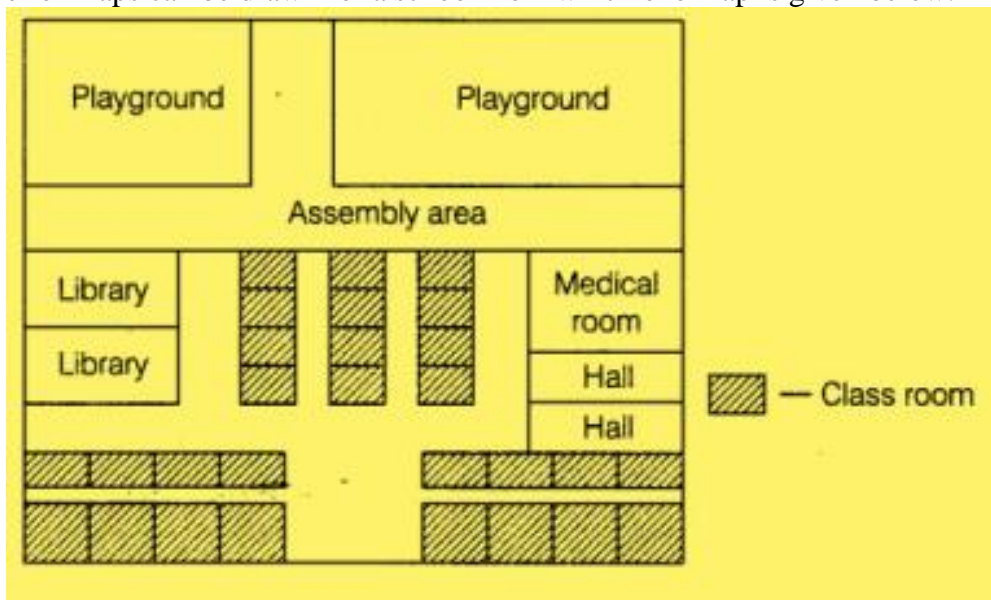 Playground
Playground
Assembly area
Library
Medical
room
Library
Hall
— Class room
Hall